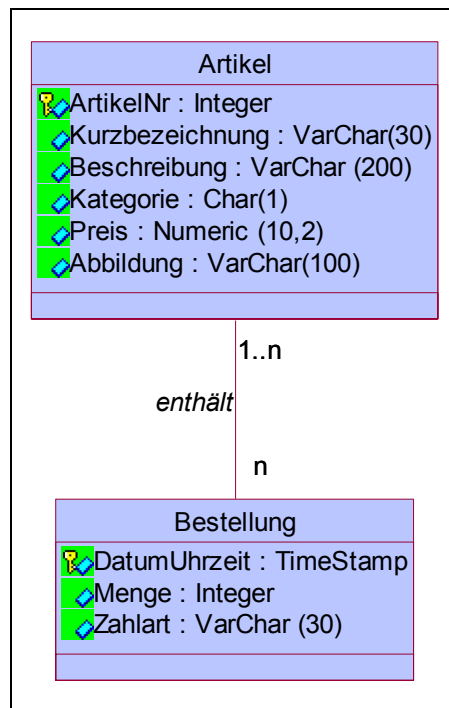 Artikel
ArtikelNr : Integer
Kurzbezeichnung : VarChar(30)
Beschreibung : VarChar (200)
Kategorie : Char(1)
Preis : Numeric (10,2)
Abbildung : VarChar(100)
1..n
enthält
n
Bestellung
DatumUhrzeit : TimeStamp
Menge : Integer
Zahlart : VarChar (30)